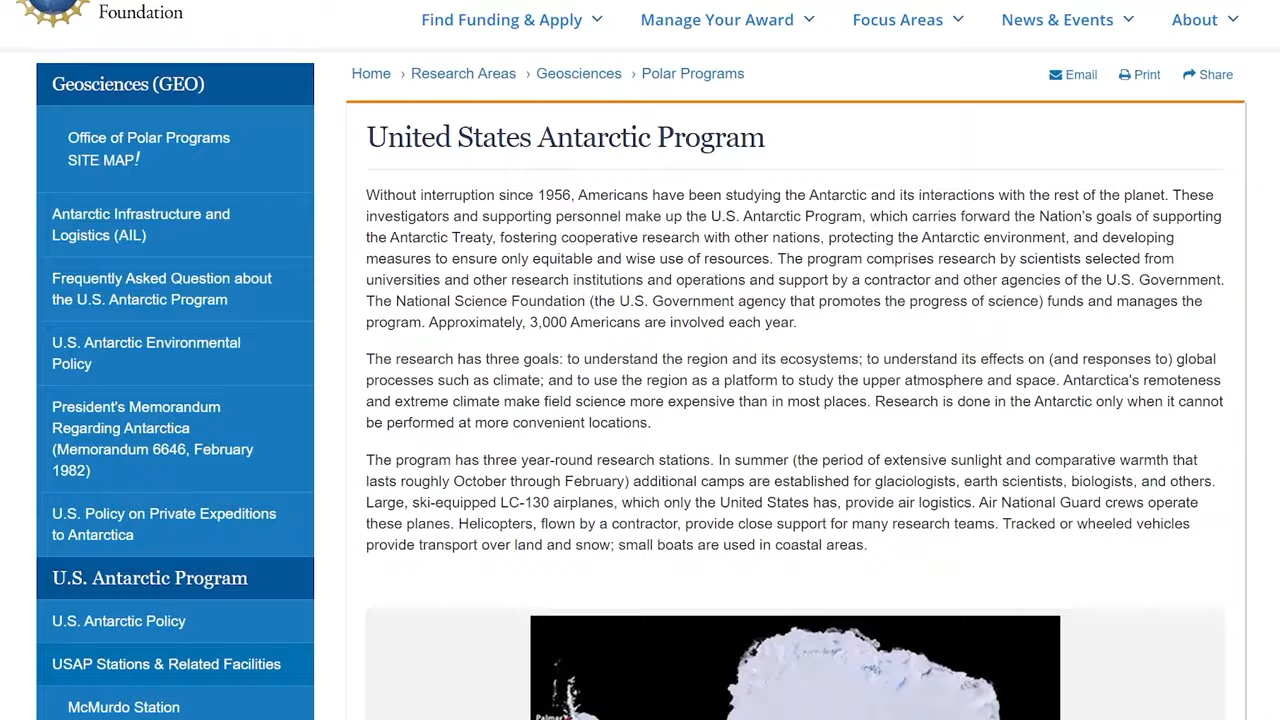 Foundation
Find Funding & Apply
Manage Your Award
Focus Areas
News & Events
About
Geosciences (GEO)
Office of Polar Programs
SITE MAP!
Antarctic Infrastructure and
Logistics (AIL)
Frequently Asked Question about
the U.S. Antarctic Program
U.S. Antarctic Environmental
Policy
President's Memorandum
Regarding Antarctica
(Memorandum 6646, February
1982)
U.S. Policy on Private Expeditions
to Antarctica
U.S. Antarctic Program
U.S. Antarctic Policy
USAP Stations & Related Facilities
McMurdo Station
Home › Research Areas › Geosciences › Polar Programs
Email
Print
Share
United States Antarctic Program
Without interruption since 1956, Americans have been studying the Antarctic and its interactions with the rest of the planet. These
investigators and supporting personnel make up the U.S. Antarctic Program, which carries forward the Nation's goals of supporting
the Antarctic Treaty, fostering cooperative research with other nations, protecting the Antarctic environment, and developing
measures to ensure only equitable and wise use of resources. The program comprises research by scientists selected from
universities and other research institutions and operations and support by a contractor and other agencies of the U.S. Government.
The National Science Foundation (the U.S. Government agency that promotes the progress of science) funds and manages the
program. Approximately, 3,000 Americans are involved each year.
The research has three goals: to understand the region and its ecosystems; to understand its effects on (and responses to) global
processes such as climate; and to use the region as a platform to study the upper atmosphere and space. Antarctica's remoteness
and extreme climate make field science more expensive than in most places. Research is done in the Antarctic only when it cannot
be performed at more convenient locations.
The program has three year-round research stations. In summer (the period of extensive sunlight and comparative warmth that
lasts roughly October through February) additional camps are established for glaciologists, earth scientists, biologists, and others.
Large, ski-equipped LC-130 airplanes, which only the United States has, provide air logistics. Air National Guard crews operate
these planes. Helicopters, flown by a contractor, provide close support for many research teams. Tracked or wheeled vehicles
provide transport over land and snow; small boats are used in coastal areas.
Palmer